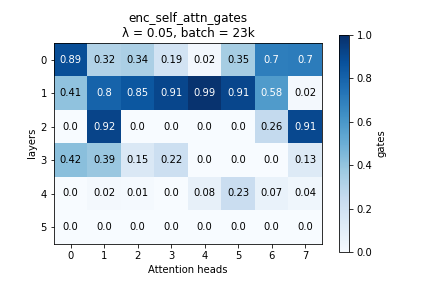 enc_self_attn_gates
λ = 0.05, batch = 23k
0 0.89 0.32 0.34 0.19 0.02 0.35 0.7 0.7
1 0.41 0.8 0.85 0.91 0.99 0.91 0.58 0.02
2 0.0 0.92 0.0 0.0 0.0 0.0 0.26 0.91
3 0.42 0.39 0.15 0.22 0.0 0.0 0.0 0.13
4 0.0 0.02 0.01 0.0 0.08 0.23 0.07 0.04
5 0.0 0.0 0.0 0.0 0.0 0.0 0.0 0.0
0 1 2 3 4 5 6 7
Attention heads
layers
1.0
0.8
0.6
0.4
0.2
0.0
gates